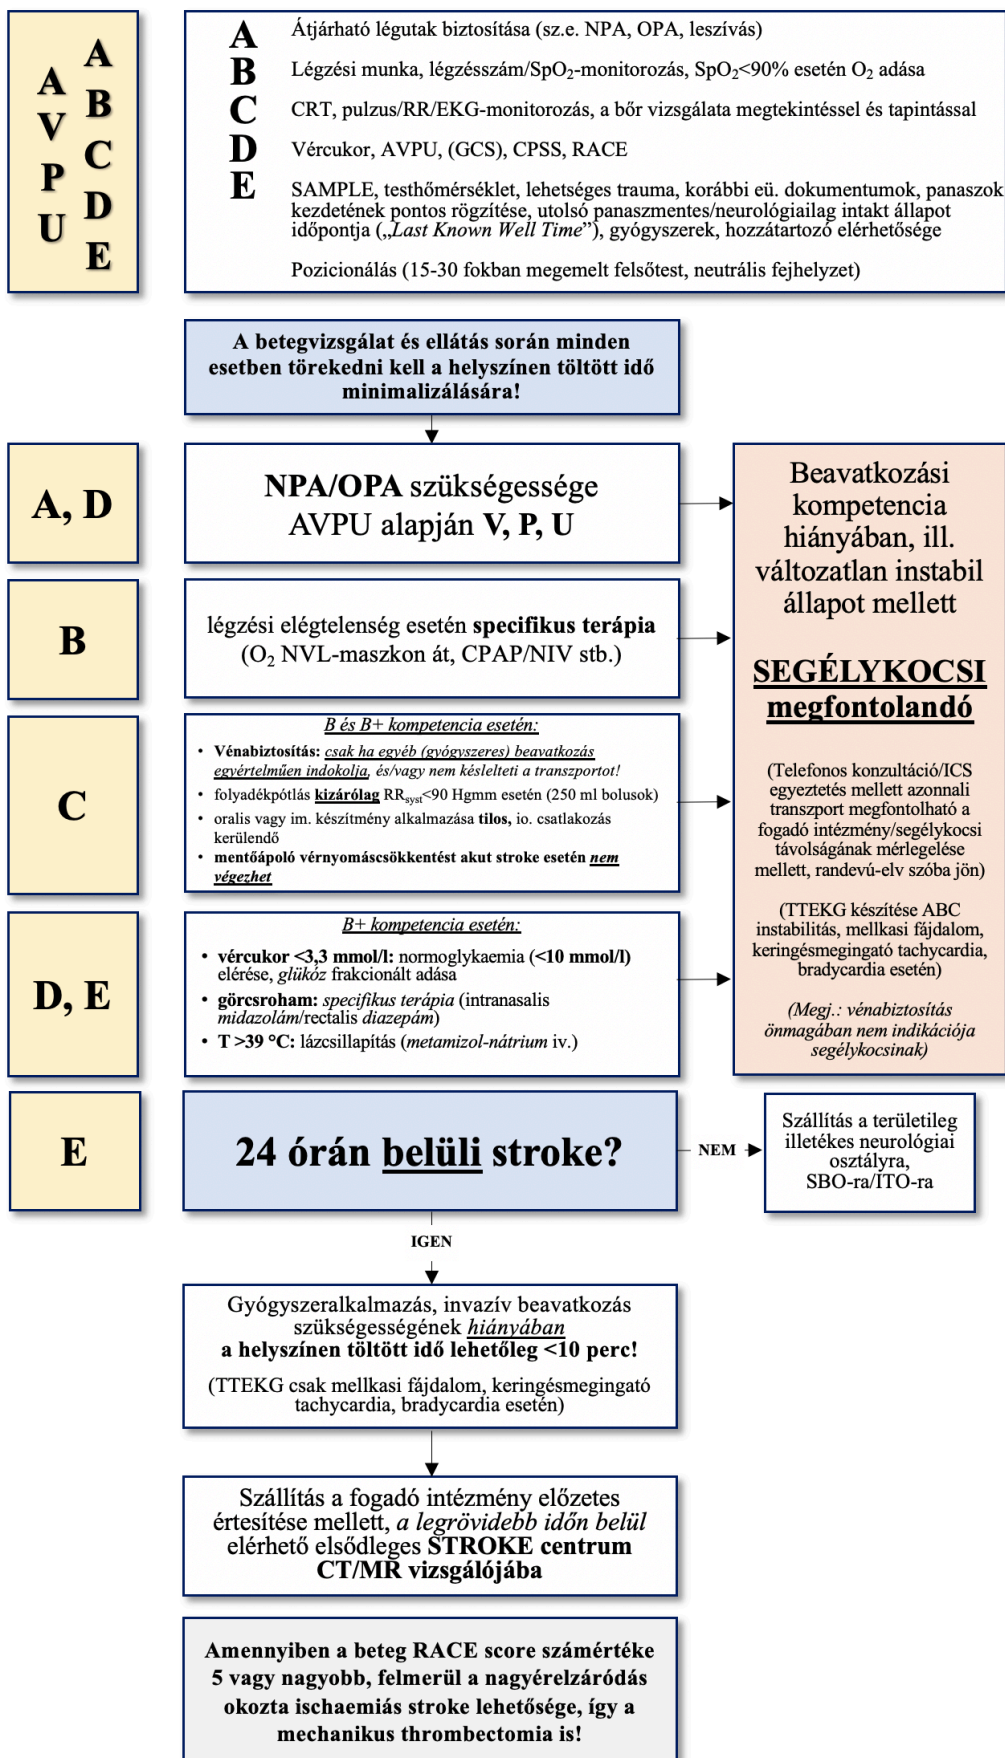 A
V
P
U
A
B
C
D
E
A Átjárható légutak biztosítása (sz.e. NPA, OPA, leszívás)
B Légzési munka, légzésszám/SpO₂-monitorozás, SpO₂<90% esetén O₂ adása
C CRT, pulzus/RR/EKG-monitorozás, a bőr vizsgálata megtekintéssel és tapintással
D Vércukor, AVPU, (GCS), CPSS, RACE
E SAMPLE, testhőmérséklet, lehetséges trauma, korábbi eü. dokumentumok, panaszok
kezdetének pontos rögzítése, utolsó panaszmentes/neurológiailag intakt állapot
időpontja („Last Known Well Time”), gyógyszerek, hozzátartozó elérhetősége
Pozicionálás (15-30 fokban megemelt felsőtest, neutrális fejhelyzet)
A betegvizsgálat és ellátás során minden
esetben törekedni kell a helyszínen töltött idő
minimalizálására!
A, D
NPA/OPA szükségessége
AVPU alapján V, P, U
B
légzési elégtelenség esetén specifikus terápia
(O₂ NVL-maszkon át, CPAP/NIV stb.)
C
B és B+ kompetencia esetén:
• Vénabiztosítás: csak ha egyéb (gyógyszeres) beavatkozás
egyértelműen indokolja, és/vagy nem késlelteti a transzportot!
• folyadékpótlás kizárólag RRsyst<90 Hgmm esetén (250 ml bolusok)
• oralis vagy im. készítmény alkalmazása tilos, io. csatlakozás
kerülendő
• mentőápoló vérnyomáscsökkentést akut stroke esetén nem
végezhet
D, E
B+ kompetencia esetén:
• vércukor <3,3 mmol/l: normoglykaemia (<10 mmol/l)
elérése, glükóz frakcionált adása
• görcsroham: specifikus terápia (intranasalis
midazolám/rectalis diazepám)
• T >39 °C: lázcsillapítás (metamizol-nátrium iv.)
Beavatkozási
kompetencia
hiányában, ill.
változatlan instabil
állapot mellett
SEGÉLYKOCSI
megfontolandó
(Telefonos konzultáció/ICS
egyeztetés mellett azonnali
transzport megfontolható a
fogadó intézmény/segélykocsi
távolságának mérlegelése
mellett, randevú-elv szóba jön)
(TTEKG készítése ABC
instabilitás, mellkasi fájdalom,
keringésmegingató tachycardia,
bradycardia esetén)
(Megj.: vénabiztosítás
önmagában nem indikációja
segélykocsinak)
E
24 órán belüli stroke?
NEM
Szállítás a területileg
illetékes neurológiai
osztályra,
SBO-ra/ITO-ra
IGEN
Gyógyszeralkalmazás, invazív beavatkozás
szükségességének hiányában
a helyszínen töltött idő lehetőleg <10 perc!
(TTEKG csak mellkasi fájdalom, keringésmegingató
tachycardia, bradycardia esetén)
Szállítás a fogadó intézmény előzetes
értesítése mellett, a legrövidebb időn belül
elérhető elsődleges STROKE centrum
CT/MR vizsgálójába
Amennyiben a beteg RACE score számértéke
5 vagy nagyobb, felmerül a nagyérelzáródás
okozta ischaemiás stroke lehetősége, így a
mechanikus thrombectomia is!